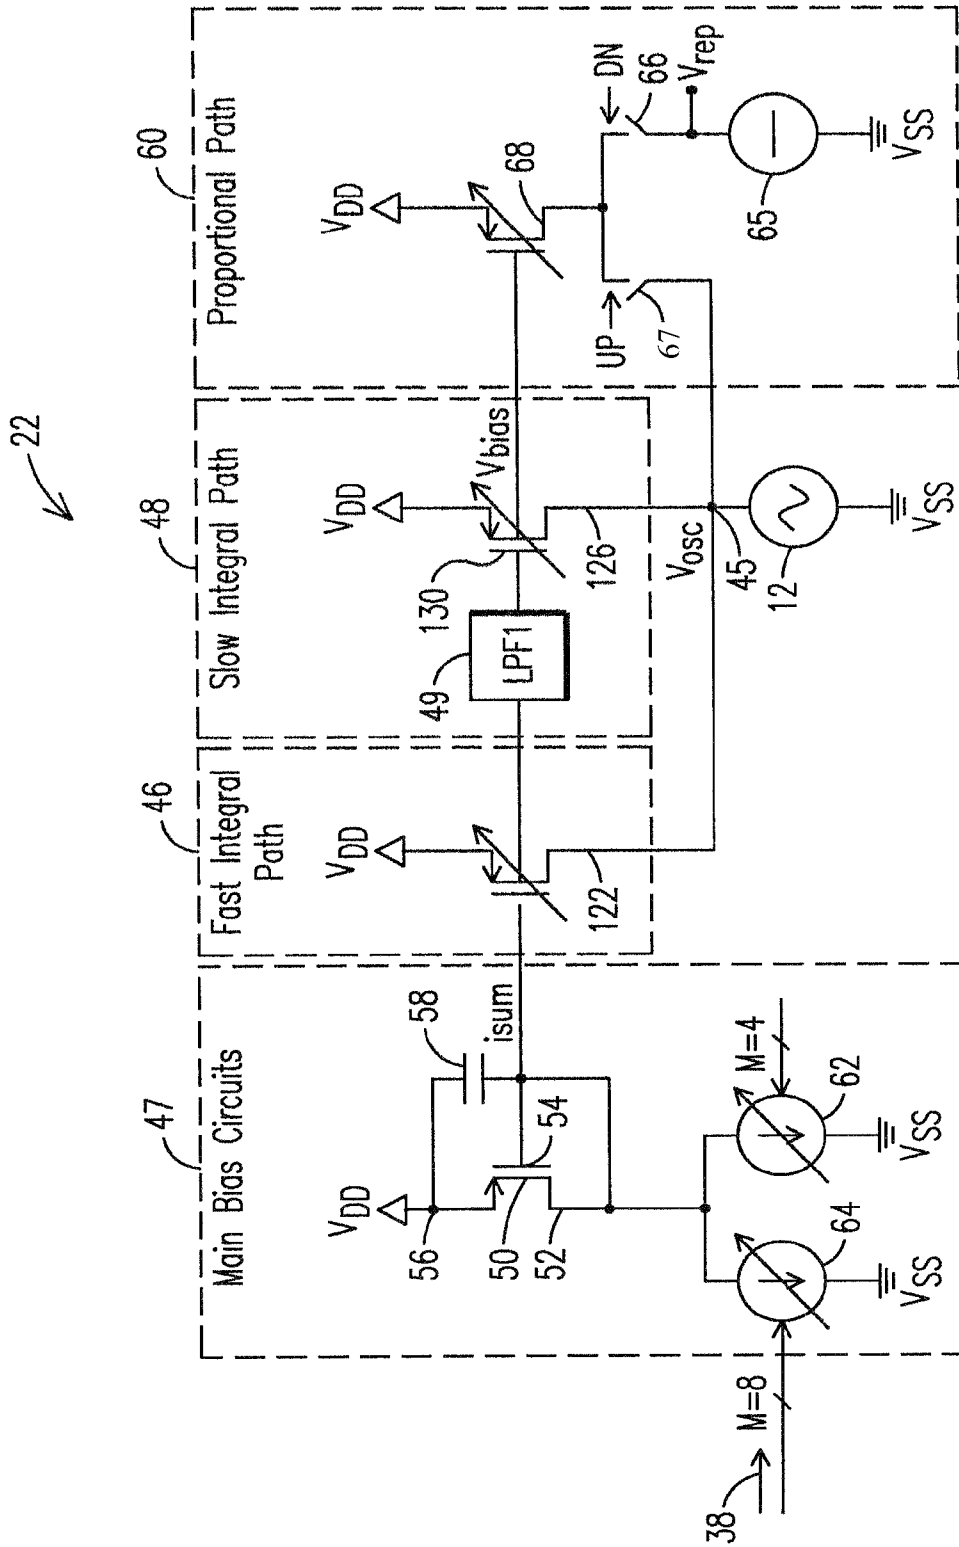 22
47
Main Bias Circuits
46
Fast Integral
Path
48
Slow Integral Path
60
Proportional Path
VDD
56
50
52
54
58
isum
64
62
VSS
VSS
38
M=8
M=4
VDD
122
VDD
49
LPF1
130
Vbias
126
Vosc
45
12
VSS
VDD
68
UP
67
DN
66
Vrep
65
VSS